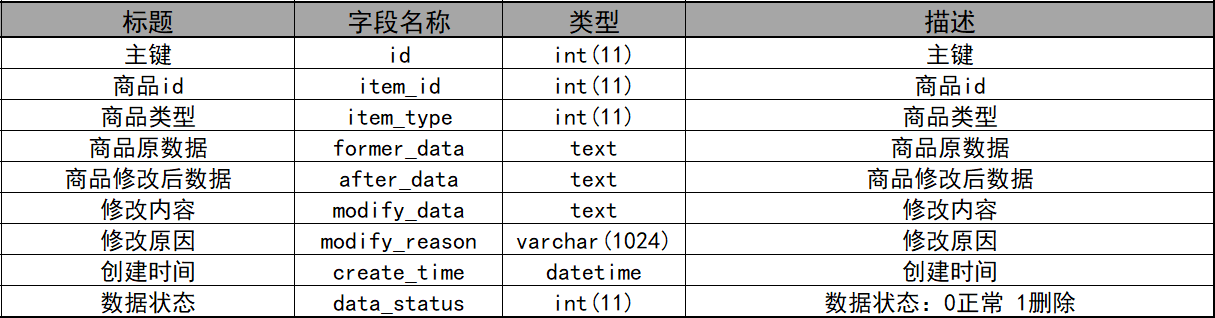 标题 字段名称 类型 描述
主键 id int(11) 主键
商品id item_id int(11) 商品id
商品类型 item_type int(11) 商品类型
商品原数据 former_data text 商品原数据
商品修改后数据 after_data text 商品修改后数据
修改内容 modify_data text 修改内容
修改原因 modify_reason varchar(1024) 修改原因
创建时间 create_time datetime 创建时间
数据状态 data_status int(11) 数据状态：0正常 1删除